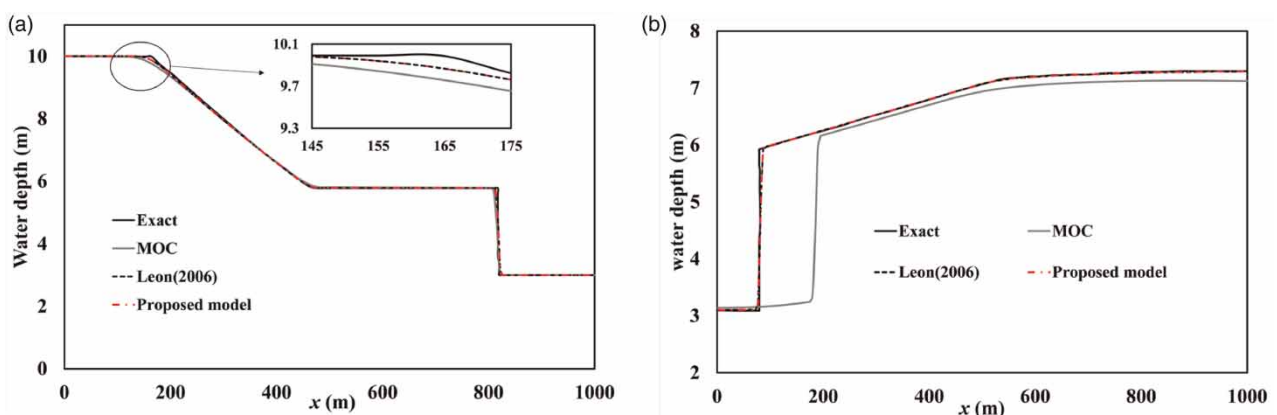 (a)
10
8
6
4
2
0
0 200 400 600 800 1000
Water depth (m)
x (m)
10.1
9.7
9.3
145 155 165 175
Exact
MOC
Leon(2006)
Proposed model
(b)
8
7
6
5
4
3
2
0 200 400 600 800 1000
water depth (m)
x (m)
Exact MOC
Leon(2006) Proposed model